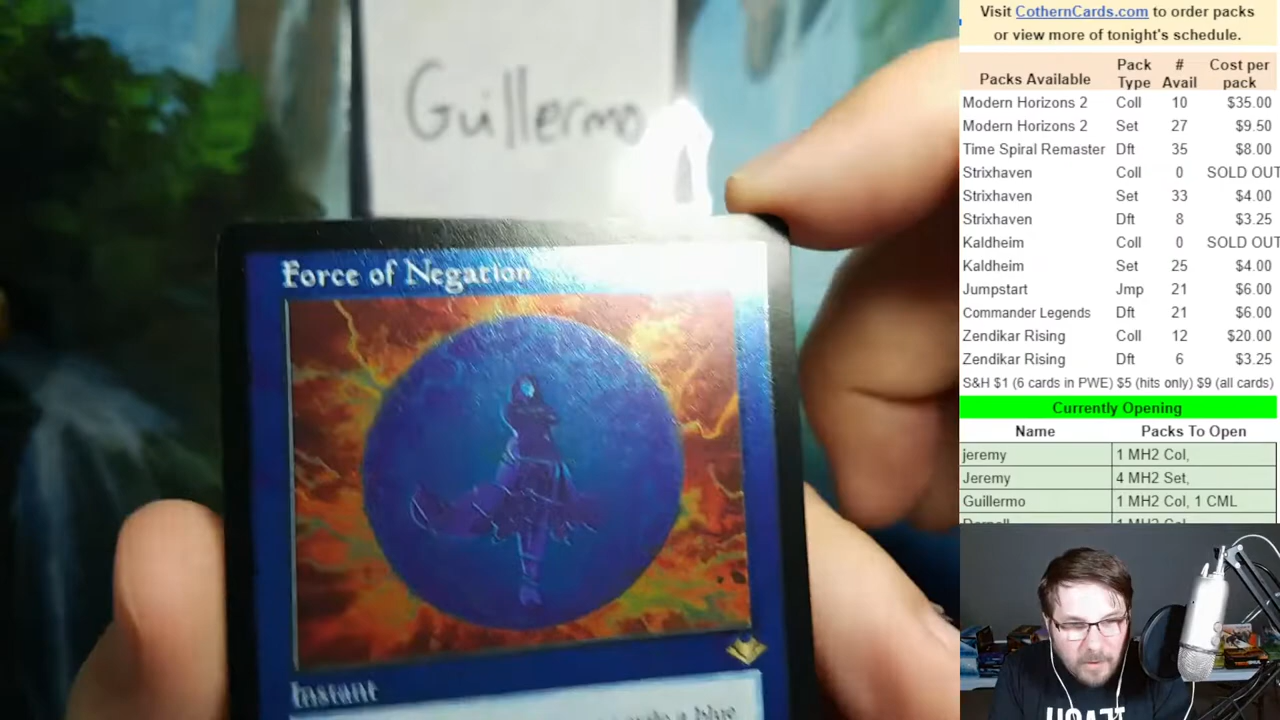 Guillermo
Force of Negation
Instant
a blue
Visit CothernCards.com to order packs
or view more of tonight's schedule.
Packs Available Pack Type # Avail Cost per pack
Modern Horizons 2 Coll 10 $35.00
Modern Horizons 2 Set 27 $9.50
Time Spiral Remaster Dft 35 $8.00
Strixhaven Coll 0 SOLD OUT
Strixhaven Set 33 $4.00
Strixhaven Dft 8 $3.25
Kaldheim Coll 0 SOLD OUT
Kaldheim Set 25 $4.00
Jumpstart Jmp 21 $6.00
Commander Legends Dft 21 $6.00
Zendikar Rising Coll 12 $20.00
Zendikar Rising Dft 6 $3.25
S&H $1 (6 cards in PWE) $5 (hits only) $9 (all cards)
Currently Opening
Name Packs To Open
jeremy 1 MH2 Col,
Jeremy 4 MH2 Set,
Guillermo 1 MH2 Col, 1 CML